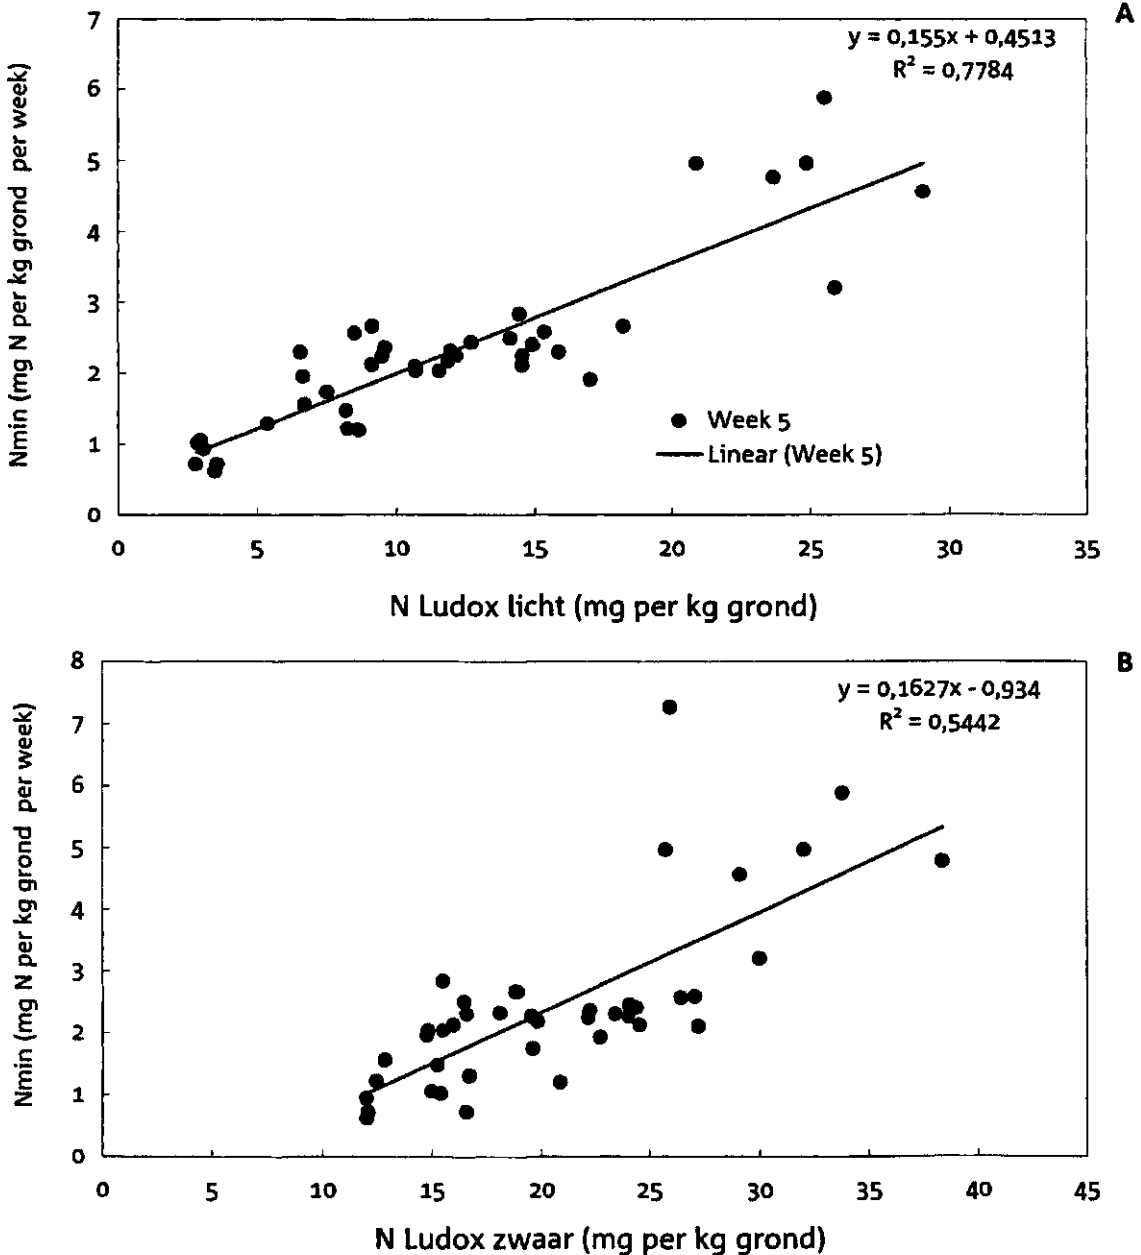 A
y = 0,155x + 0,4513
R² = 0,7784
Nmin (mg N per kg grond per week)
7
6
5
4
3
2
1
0
Week 5
Linear (Week 5)
0 5 10 15 20 25 30 35
N Ludox licht (mg per kg grond)
B
y = 0,1627x - 0,934
R² = 0,5442
Nmin (mg N per kg grond per week)
8
7
6
5
4
3
2
1
0
0 5 10 15 20 25 30 35 40 45
N Ludox zwaar (mg per kg grond)